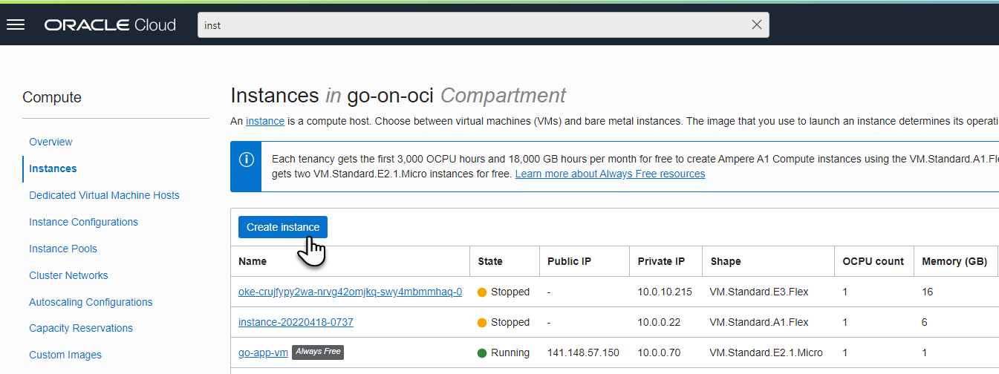 ORACLE Cloud
inst
Compute
Overview
Instances
Dedicated Virtual Machine Hosts
Instance Configurations
Instance Pools
Cluster Networks
Autoscaling Configurations
Capacity Reservations
Custom Images
Instances in go-on-oci Compartment
An instance is a compute host. Choose between virtual machines (VMs) and bare metal instances. The image that you use to launch an instance determines its operati
Each tenancy gets the first 3,000 OCPU hours and 18,000 GB hours per month for free to create Ampere A1 Compute instances using the VM.Standard.A1.Fle
gets two VM.Standard.E2.1.Micro instances for free. Learn more about Always Free resources
Create instance
Name State Public IP Private IP Shape OCPU count Memory (GB)
oke-crujfypy2wa-nrvg42omjkq-swy4mbmmhaq-0 Stopped - 10.0.10.215 VM.Standard.E3.Flex 1 16
instance-20220418-0737 Stopped - 10.0.0.22 VM.Standard.A1.Flex 1 6
go-app-vm Always Free Running 141.148.57.150 10.0.0.70 VM.Standard.E2.1.Micro 1 1